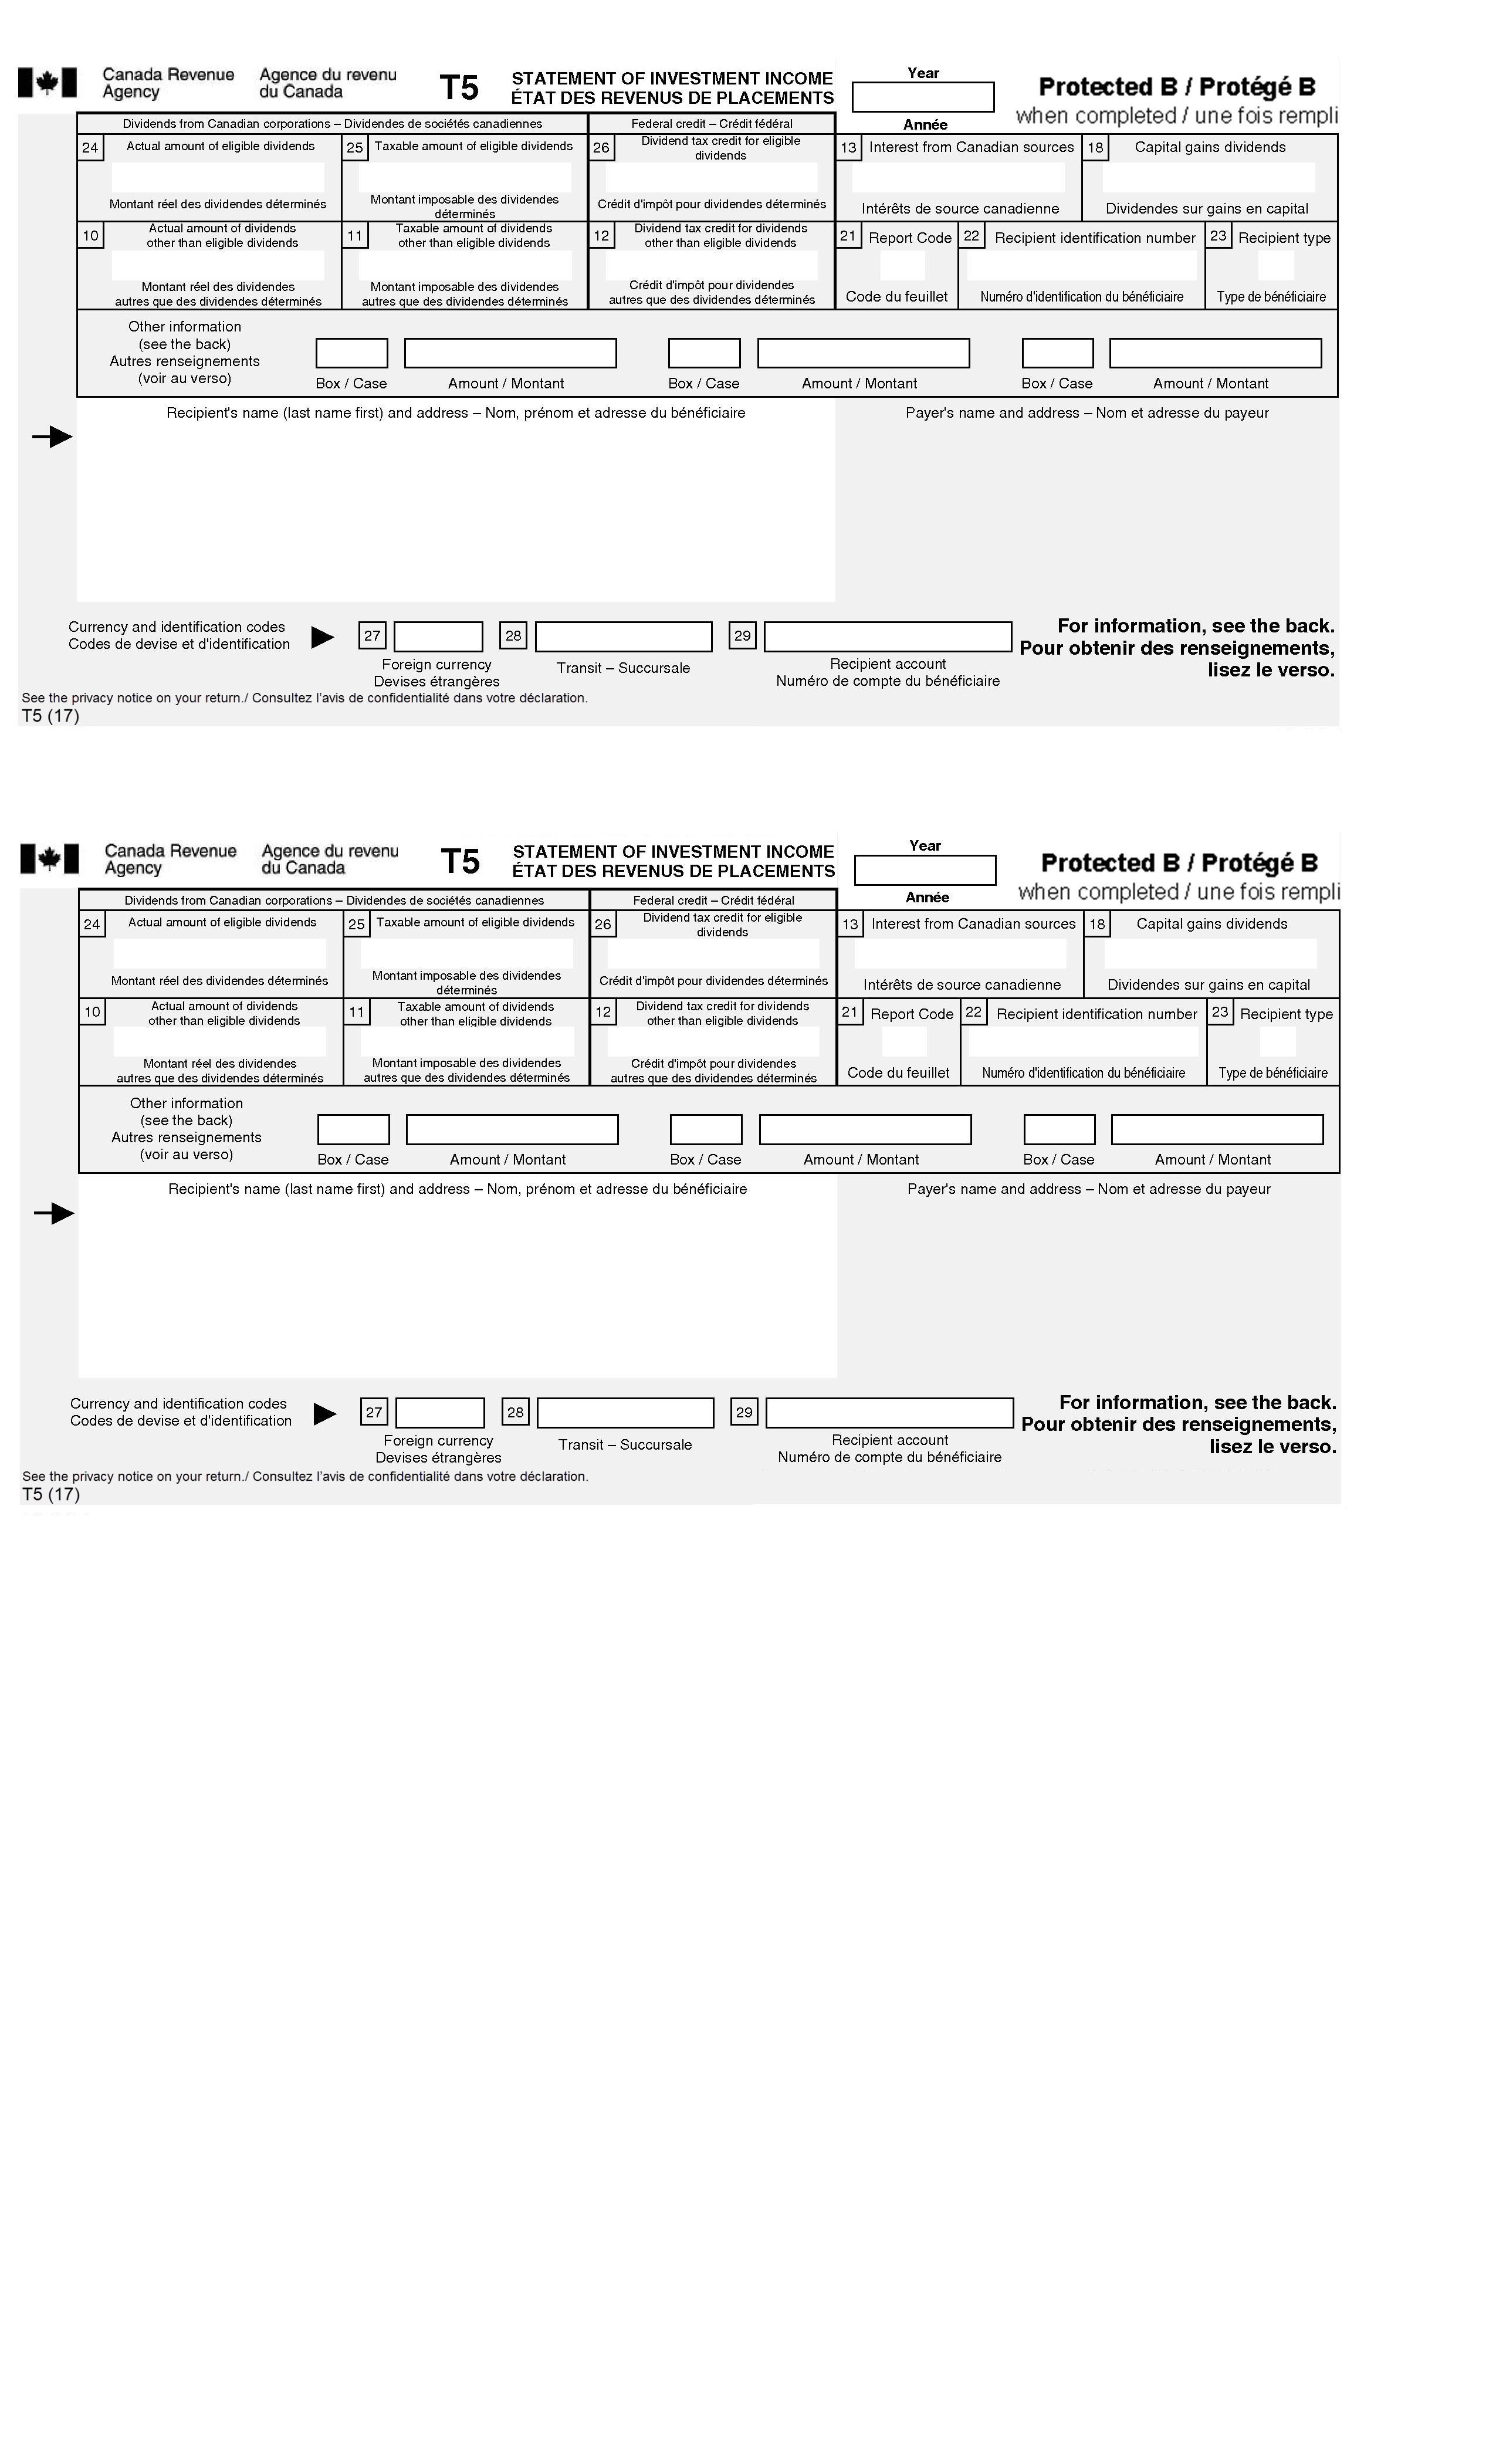 Canada Revenue Agency
Agence du revenu du Canada
T5
STATEMENT OF INVESTMENT INCOME
ÉTAT DES REVENUS DE PLACEMENTS
Year
Année
Protected B / Protégé B
when completed / une fois rempli
Dividends from Canadian corporations – Dividendes de sociétés canadiennes
Federal credit – Crédit fédéral
24 Actual amount of eligible dividends
Montant réel des dividendes déterminés
25 Taxable amount of eligible dividends
Montant imposable des dividendes
déterminés
26 Dividend tax credit for eligible
dividends
Crédit d'impôt pour dividendes déterminés
13 Interest from Canadian sources
Intérêts de source canadienne
18 Capital gains dividends
Dividendes sur gains en capital
10 Actual amount of dividends
other than eligible dividends
Montant réel des dividendes
autres que des dividendes déterminés
11 Taxable amount of dividends
other than eligible dividends
Montant imposable des dividendes
autres que des dividendes déterminés
12 Dividend tax credit for dividends
other than eligible dividends
Crédit d'impôt pour dividendes
autres que des dividendes déterminés
21 Report Code
Code du feuillet
22 Recipient identification number
Numéro d'identification du bénéficiaire
23 Recipient type
Type de bénéficiaire
Other information
(see the back)
Autres renseignements
(voir au verso)
Box / Case
Amount / Montant
Box / Case
Amount / Montant
Box / Case
Amount / Montant
Recipient's name (last name first) and address – Nom, prénom et adresse du bénéficiaire
Payer's name and address – Nom et adresse du payeur
Currency and identification codes
Codes de devise et d'identification
27
Foreign currency
Devises étrangères
28
Transit – Succursale
29
Recipient account
Numéro de compte du bénéficiaire
For information, see the back.
Pour obtenir des renseignements,
lisez le verso.
See the privacy notice on your return./ Consultez l'avis de confidentialité dans votre déclaration.
T5 (17)
Canada Revenue Agency
Agence du revenu du Canada
T5
STATEMENT OF INVESTMENT INCOME
ÉTAT DES REVENUS DE PLACEMENTS
Year
Année
Protected B / Protégé B
when completed / une fois rempli
Dividends from Canadian corporations – Dividendes de sociétés canadiennes
Federal credit – Crédit fédéral
24 Actual amount of eligible dividends
Montant réel des dividendes déterminés
25 Taxable amount of eligible dividends
Montant imposable des dividendes
déterminés
26 Dividend tax credit for eligible
dividends
Crédit d'impôt pour dividendes déterminés
13 Interest from Canadian sources
Intérêts de source canadienne
18 Capital gains dividends
Dividendes sur gains en capital
10 Actual amount of dividends
other than eligible dividends
Montant réel des dividendes
autres que des dividendes déterminés
11 Taxable amount of dividends
other than eligible dividends
Montant imposable des dividendes
autres que des dividendes déterminés
12 Dividend tax credit for dividends
other than eligible dividends
Crédit d'impôt pour dividendes
autres que des dividendes déterminés
21 Report Code
Code du feuillet
22 Recipient identification number
Numéro d'identification du bénéficiaire
23 Recipient type
Type de bénéficiaire
Other information
(see the back)
Autres renseignements
(voir au verso)
Box / Case
Amount / Montant
Box / Case
Amount / Montant
Box / Case
Amount / Montant
Recipient's name (last name first) and address – Nom, prénom et adresse du bénéficiaire
Payer's name and address – Nom et adresse du payeur
Currency and identification codes
Codes de devise et d'identification
27
Foreign currency
Devises étrangères
28
Transit – Succursale
29
Recipient account
Numéro de compte du bénéficiaire
For information, see the back.
Pour obtenir des renseignements,
lisez le verso.
See the privacy notice on your return./ Consultez l'avis de confidentialité dans votre déclaration.
T5 (17)